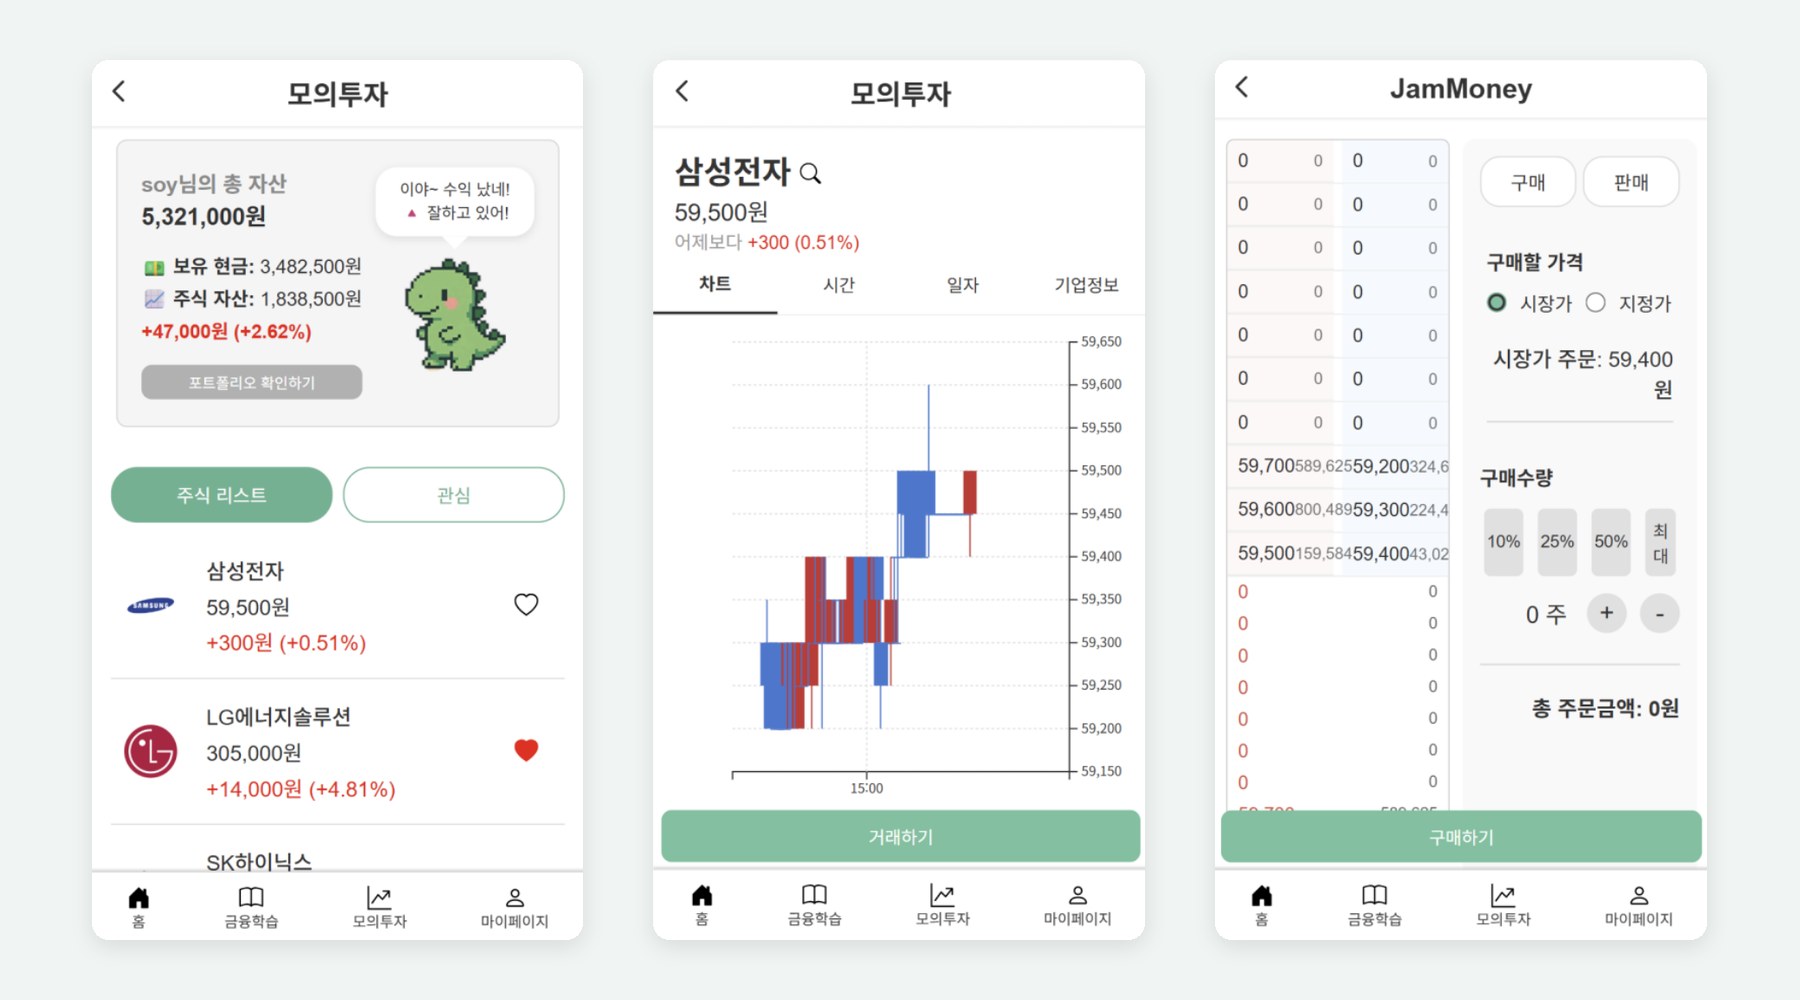 모의투자
soy님의 총 자산
5,321,000원
이야~ 수익 났네!
▲ 잘하고 있어!
보유 현금: 3,482,500원
주식 자산: 1,838,500원
+47,000원 (+2.62%)
포트폴리오 확인하기
주식 리스트
관심
SAMSUNG
삼성전자
59,500원
+300원 (+0.51%)
LG에너지솔루션
305,000원
+14,000원 (+4.81%)
SK하이닉스
홈
금융학습
모의투자
마이페이지
모의투자
삼성전자
59,500원
어제보다 +300 (0.51%)
차트
시간
일자
기업정보
59,650
59,600
59,550
59,500
59,450
59,400
59,350
59,300
59,250
59,200
59,150
15:00
거래하기
홈
금융학습
모의투자
마이페이지
JamMoney
0 0 0 0
0 0 0 0
0 0 0 0
0 0 0 0
0 0 0 0
0 0 0 0
0 0 0 0
59,700 589,625 59,200 324,6
59,600 800,489 59,300 224,4
59,500 159,584 59,400 43,02
0 0
0 0
0 0
0 0
0 0
0 0
0 0
구매
판매
구매할 가격
시장가
지정가
시장가 주문: 59,400
원
구매수량
10%
25%
50%
최
대
0 주
+
-
총 주문금액: 0원
구매하기
홈
금융학습
모의투자
마이페이지